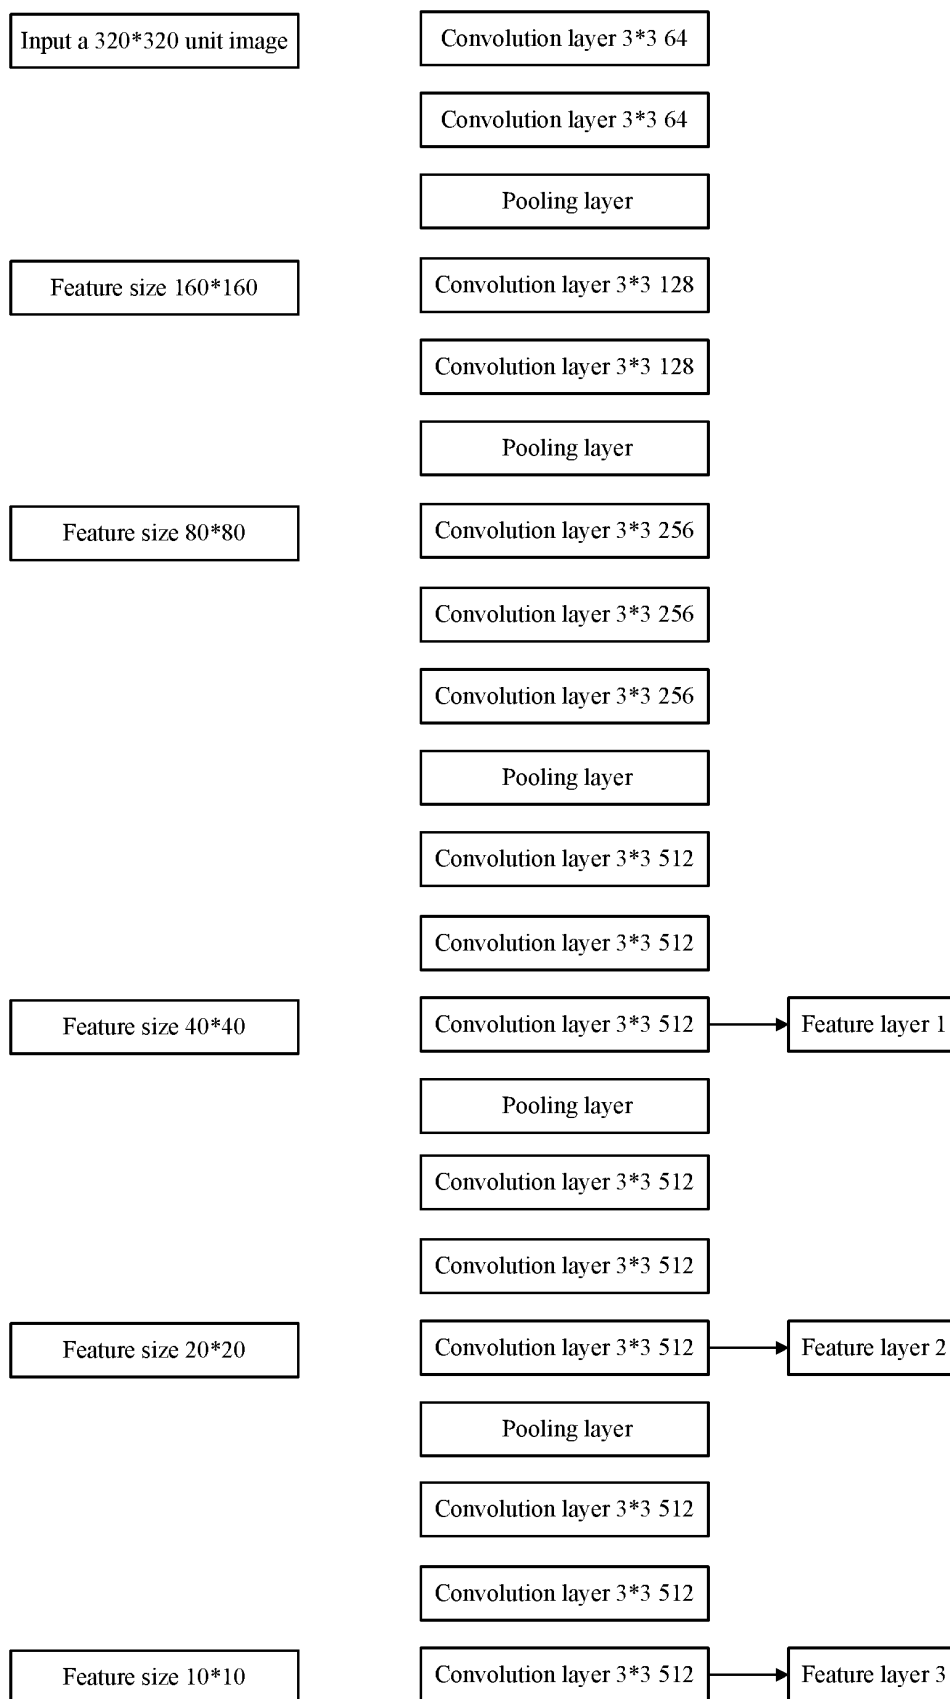 Input a 320*320 unit image
Convolution layer 3*3 64
Convolution layer 3*3 64
Pooling layer
Feature size 160*160
Convolution layer 3*3 128
Convolution layer 3*3 128
Pooling layer
Feature size 80*80
Convolution layer 3*3 256
Convolution layer 3*3 256
Convolution layer 3*3 256
Pooling layer
Convolution layer 3*3 512
Convolution layer 3*3 512
Feature size 40*40
Convolution layer 3*3 512
Feature layer 1
Pooling layer
Convolution layer 3*3 512
Convolution layer 3*3 512
Feature size 20*20
Convolution layer 3*3 512
Feature layer 2
Pooling layer
Convolution layer 3*3 512
Convolution layer 3*3 512
Feature size 10*10
Convolution layer 3*3 512
Feature layer 3